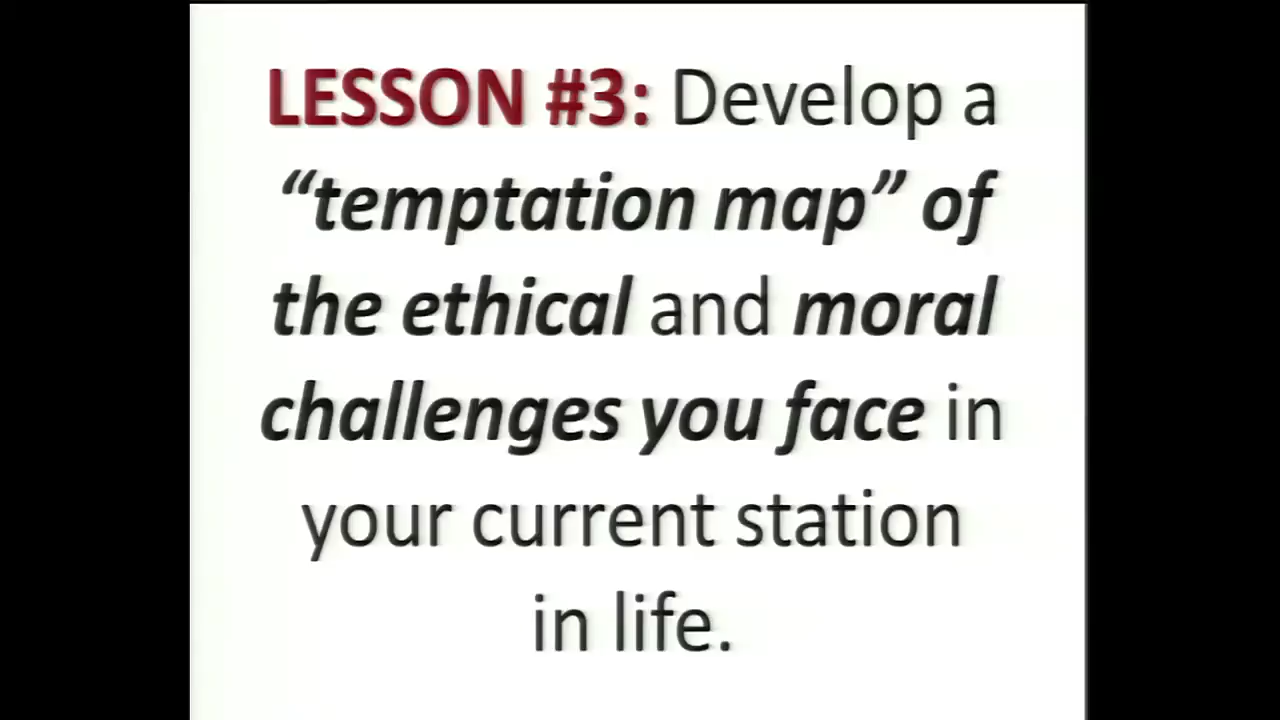 LESSON #3: Develop a
“temptation map” of
the ethical and moral
challenges you face in
your current station
in life.